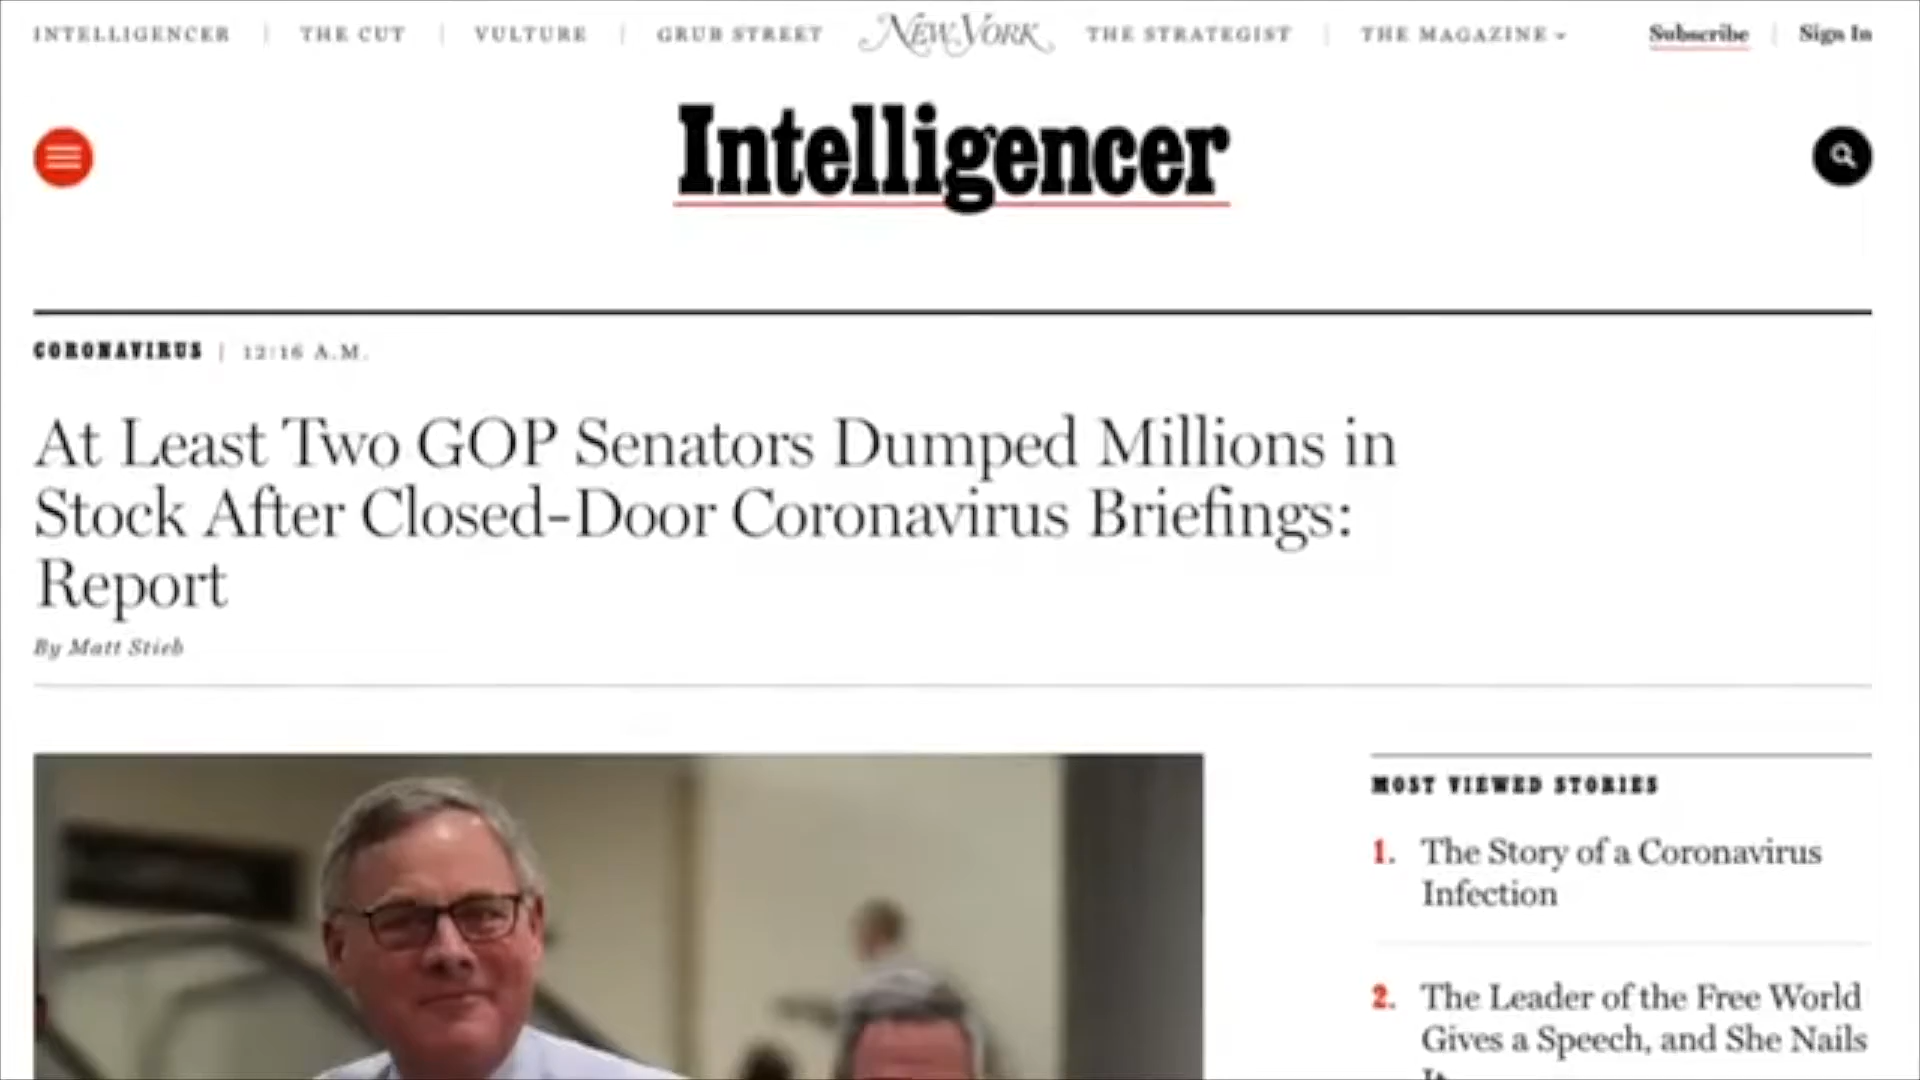 INTELLIGENCER | THE CUT | VULTURE | GRUB STREET NEW YORK THE STRATEGIST | THE MAGAZINE Subscribe | Sign In
Intelligencer
CORONAVIRUS | 12:16 A.M.
At Least Two GOP Senators Dumped Millions in
Stock After Closed-Door Coronavirus Briefings:
Report
By Matt Stieb
MOST VIEWED STORIES
1. The Story of a Coronavirus
Infection
2. The Leader of the Free World
Gives a Speech, and She Nails